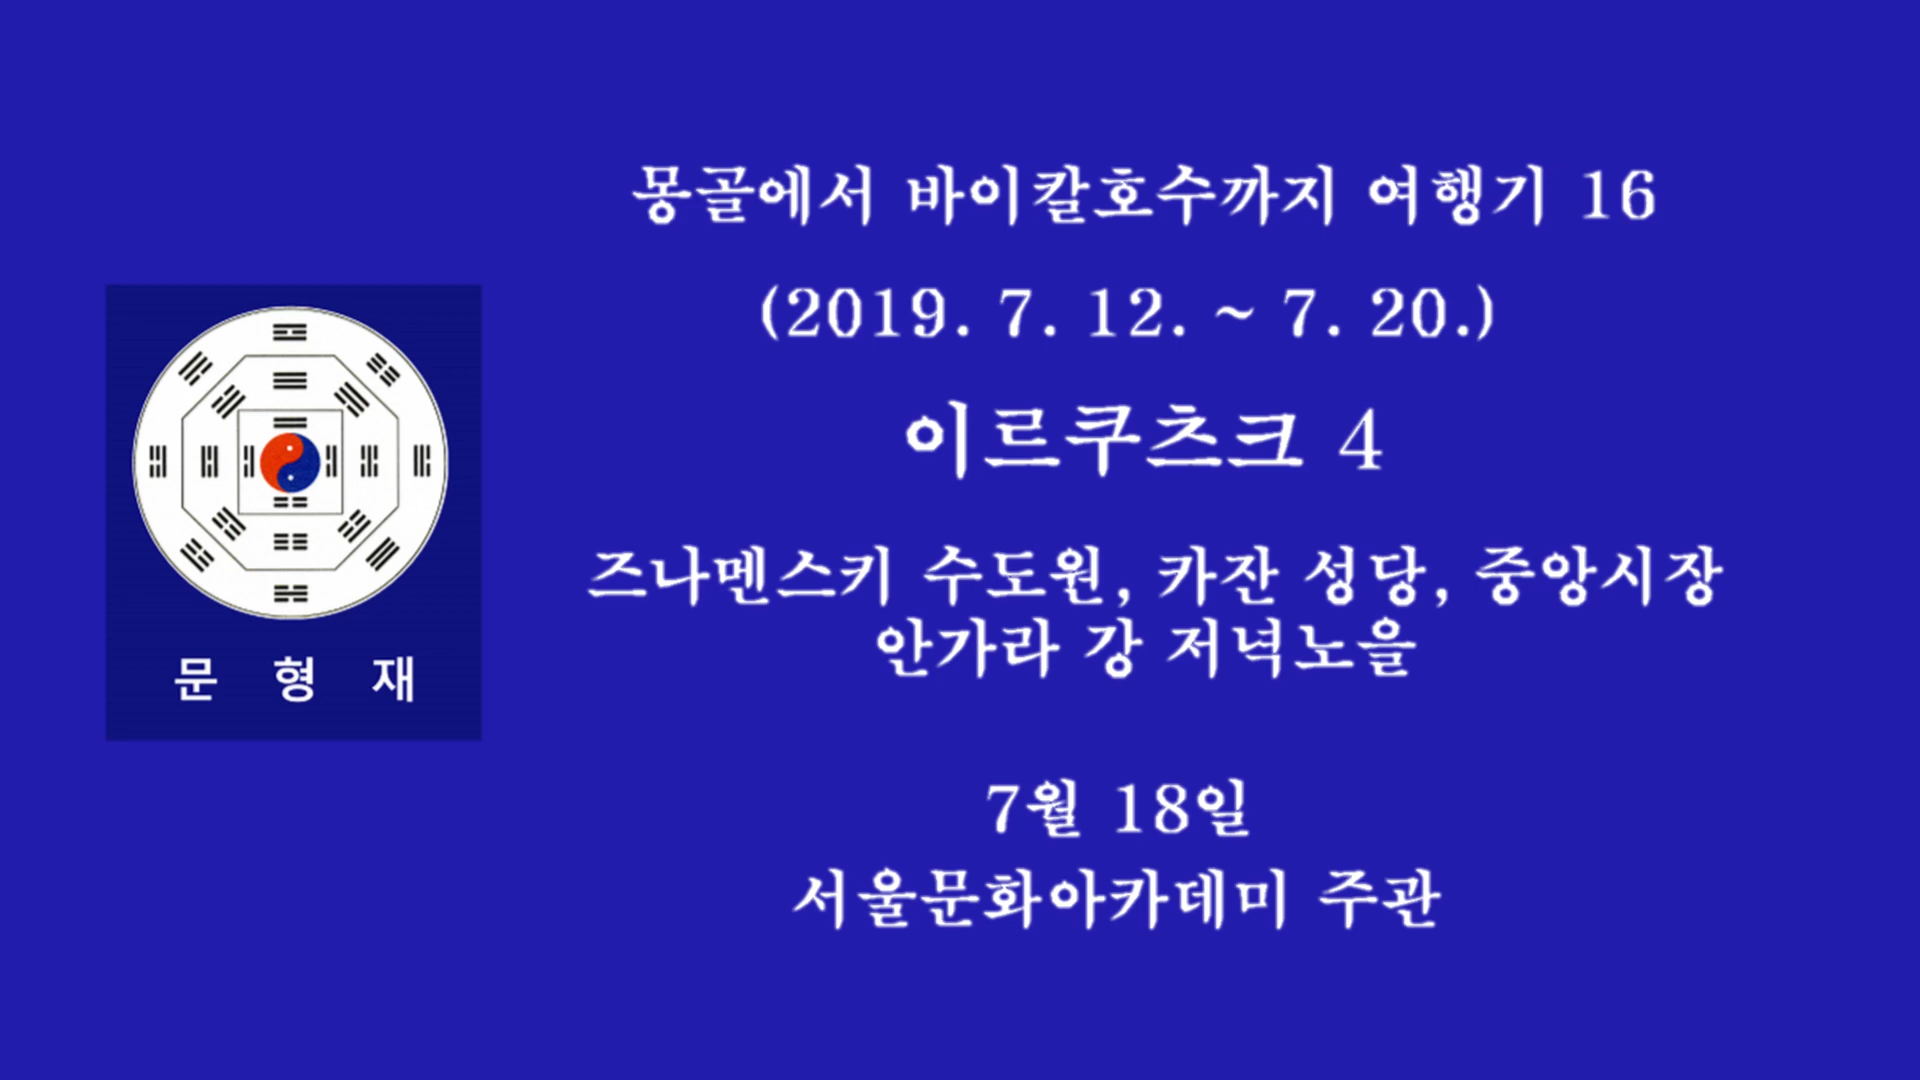 몽골에서 바이칼호수까지 여행기 16
(2019. 7. 12. ~ 7. 20.)
이르쿠츠크 4
즈나멘스키 수도원, 카잔 성당, 중앙시장
안가라 강 저녁노을
7월 18일
서울문화아카데미 주관
문 형 재